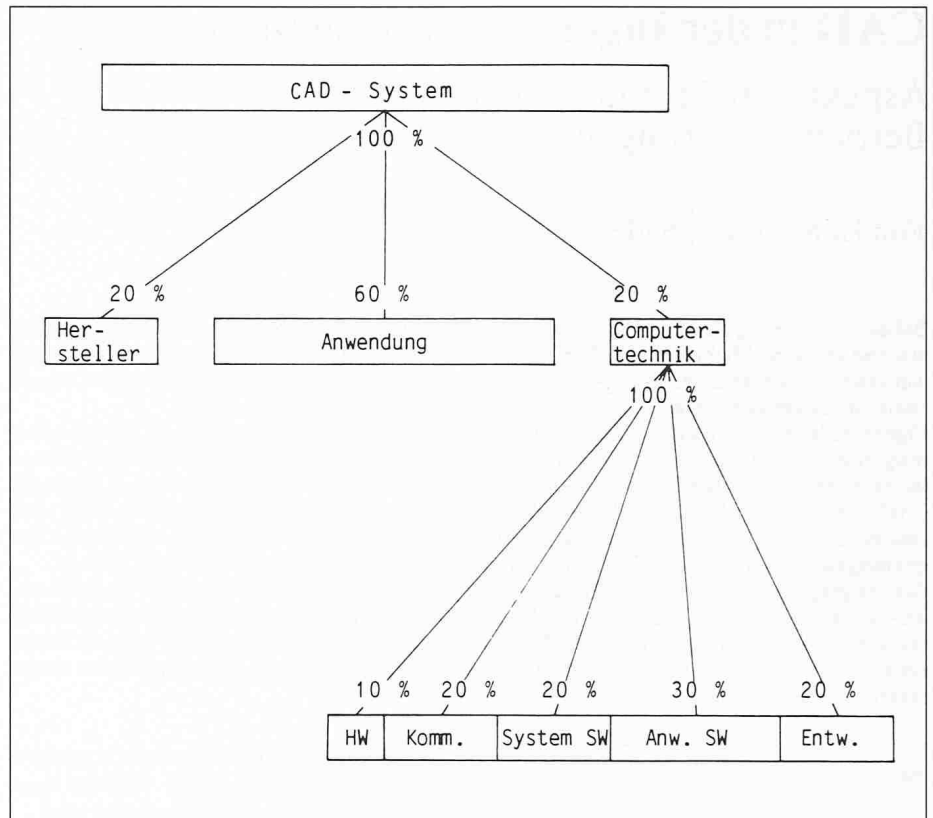 CAD - System
100 %
20 %
60 %
20 %
Her-
steller
Anwendung
Computer-
technik
100 %
10 %
20 %
20 %
30 %
20 %
HW
Komm.
System SW
Anw. SW
Entw.